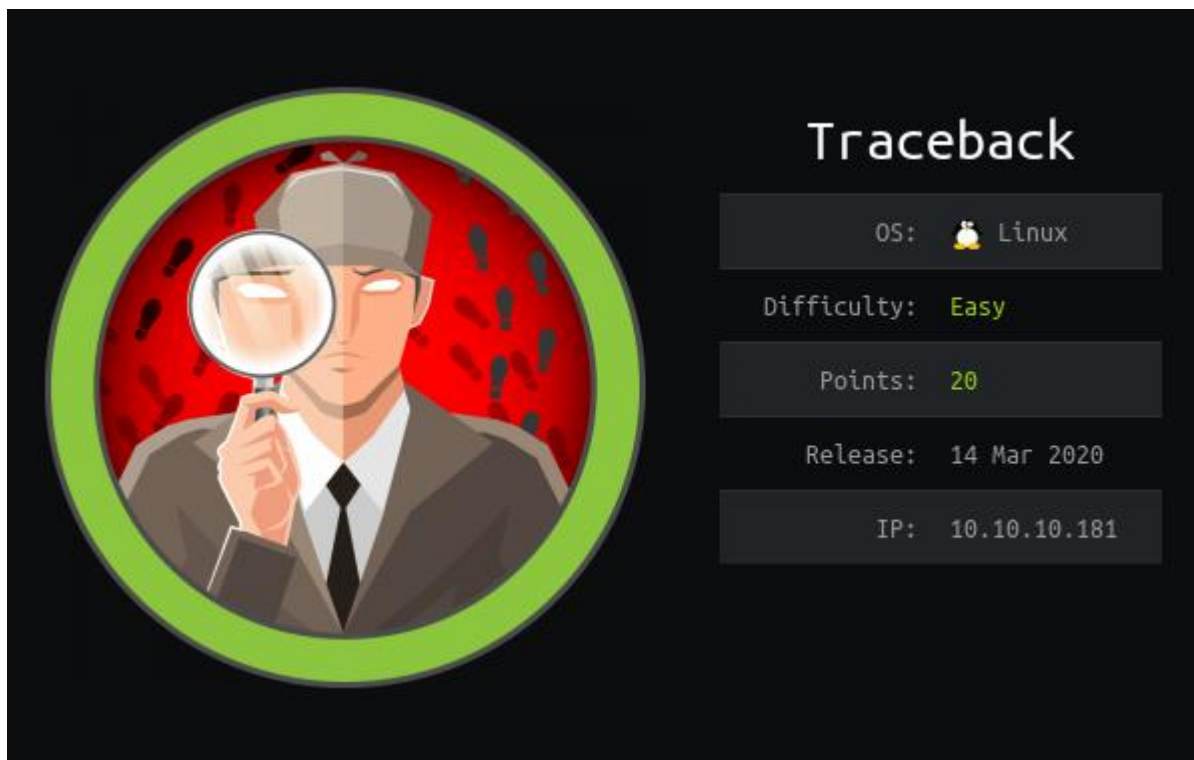 Traceback
OS: Linux
Difficulty: Easy
Points: 20
Release: 14 Mar 2020
IP: 10.10.10.181